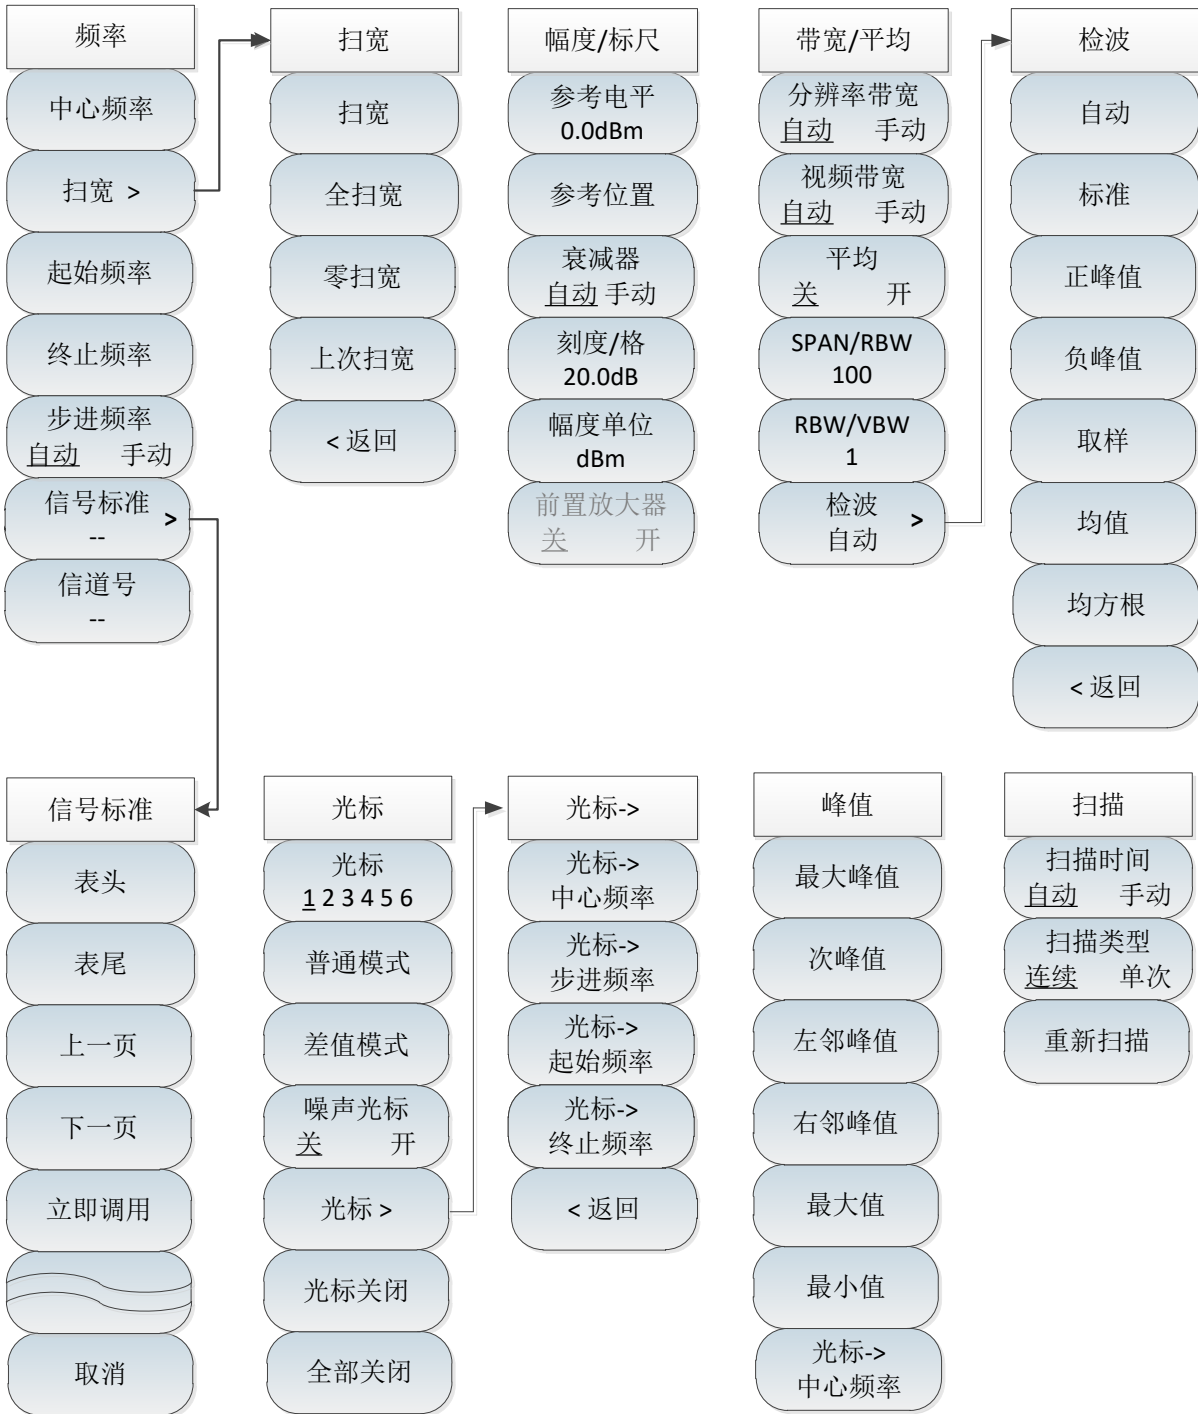 频率
中心频率
扫宽 >
起始频率
终止频率
步进频率
自动 手动
信号标准 >
--
信道号
--
扫宽
扫宽
全扫宽
零扫宽
上次扫宽
< 返回
幅度/标尺
参考电平
0.0dBm
参考位置
衰减器
自动 手动
刻度/格
20.0dB
幅度单位
dBm
前置放大器
关 开
带宽/平均
分辨率带宽
自动 手动
视频带宽
自动 手动
平均
关 开
SPAN/RBW
100
RBW/VBW
1
检波 >
自动
检波
自动
标准
正峰值
负峰值
取样
均值
均方根
< 返回
信号标准
表头
表尾
上一页
下一页
立即调用
取消
光标
光标
1 2 3 4 5 6
普通模式
差值模式
噪声光标
关 开
光标 >
光标关闭
全部关闭
光标->
光标->
中心频率
光标->
步进频率
光标->
起始频率
光标->
终止频率
< 返回
峰值
最大峰值
次峰值
左邻峰值
右邻峰值
最大值
最小值
光标->
中心频率
扫描
扫描时间
自动 手动
扫描类型
连续 单次
重新扫描